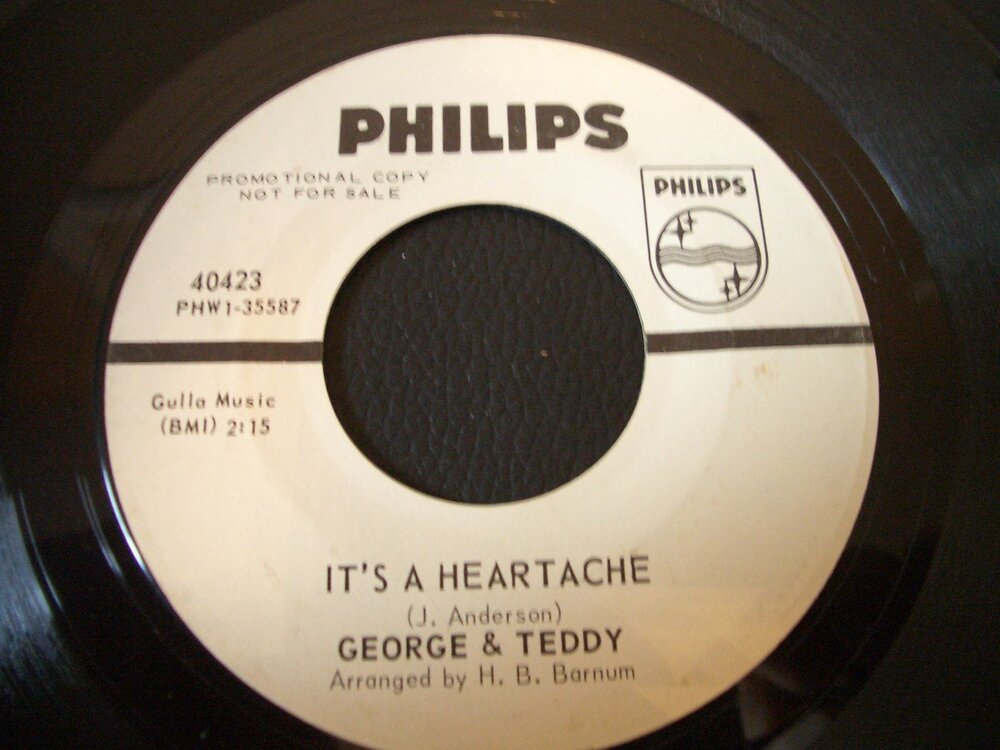 PHILIPS
PROMOTIONAL COPY
NOT FOR SALE
PHILIPS
40423
PHW1-35587
Gulla Music
(BMI) 2:15
IT'S A HEARTACHE
(J. Anderson)
GEORGE & TEDDY
Arranged by H. B. Barnum